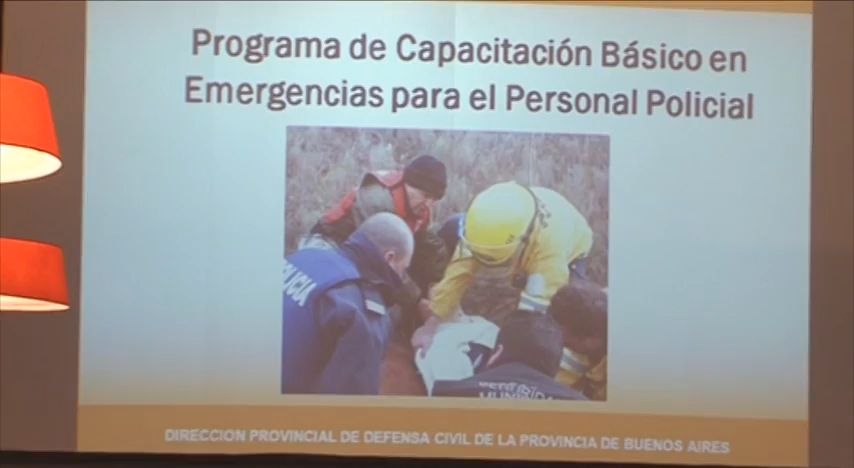 Programa de Capacitación Básico en
Emergencias para el Personal Policial
DIRECCION PROVINCIAL DE DEFENSA CIVIL DE LA PROVINCIA DE BUENOS AIRES